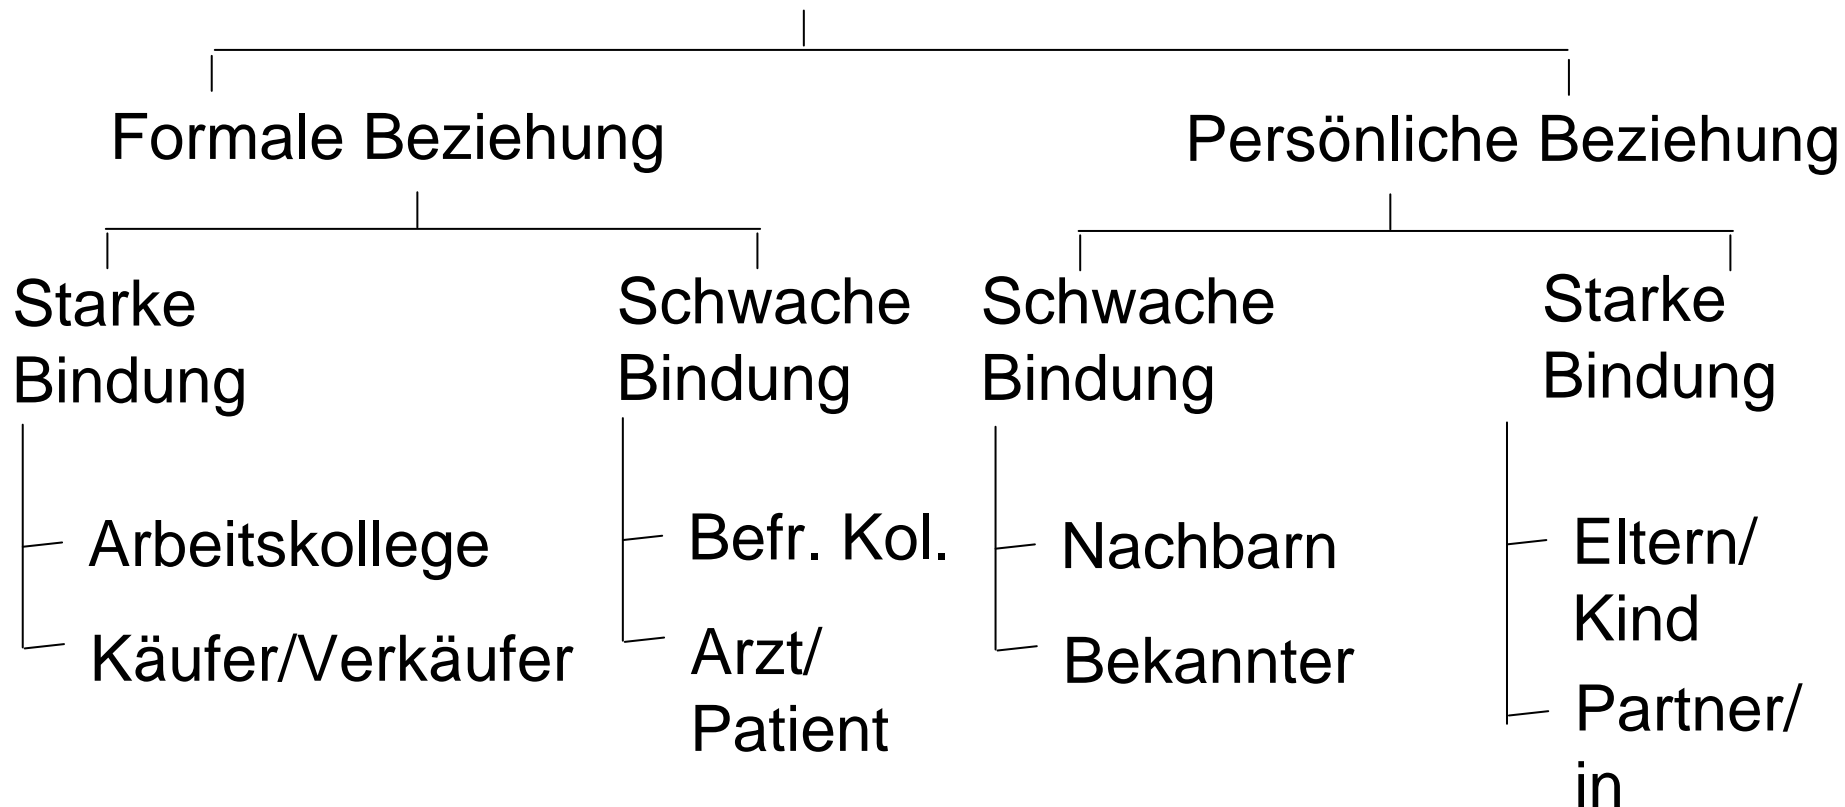 Formale Beziehung
Persönliche Beziehung
Starke
Bindung
Schwache
Bindung
Schwache
Bindung
Starke
Bindung
Arbeitskollege
Käufer/Verkäufer
Befr. Kol.
Arzt/
Patient
Nachbarn
Bekannter
Eltern/
Kind
Partner/
in